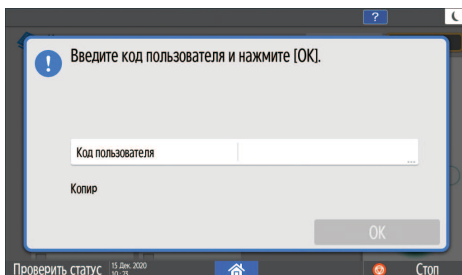 ?
Введите код пользователя и нажмите [OK].
Код пользователя
...
Копир
OK
Проверить статус 15 Дек. 2020
10:23
Стоп